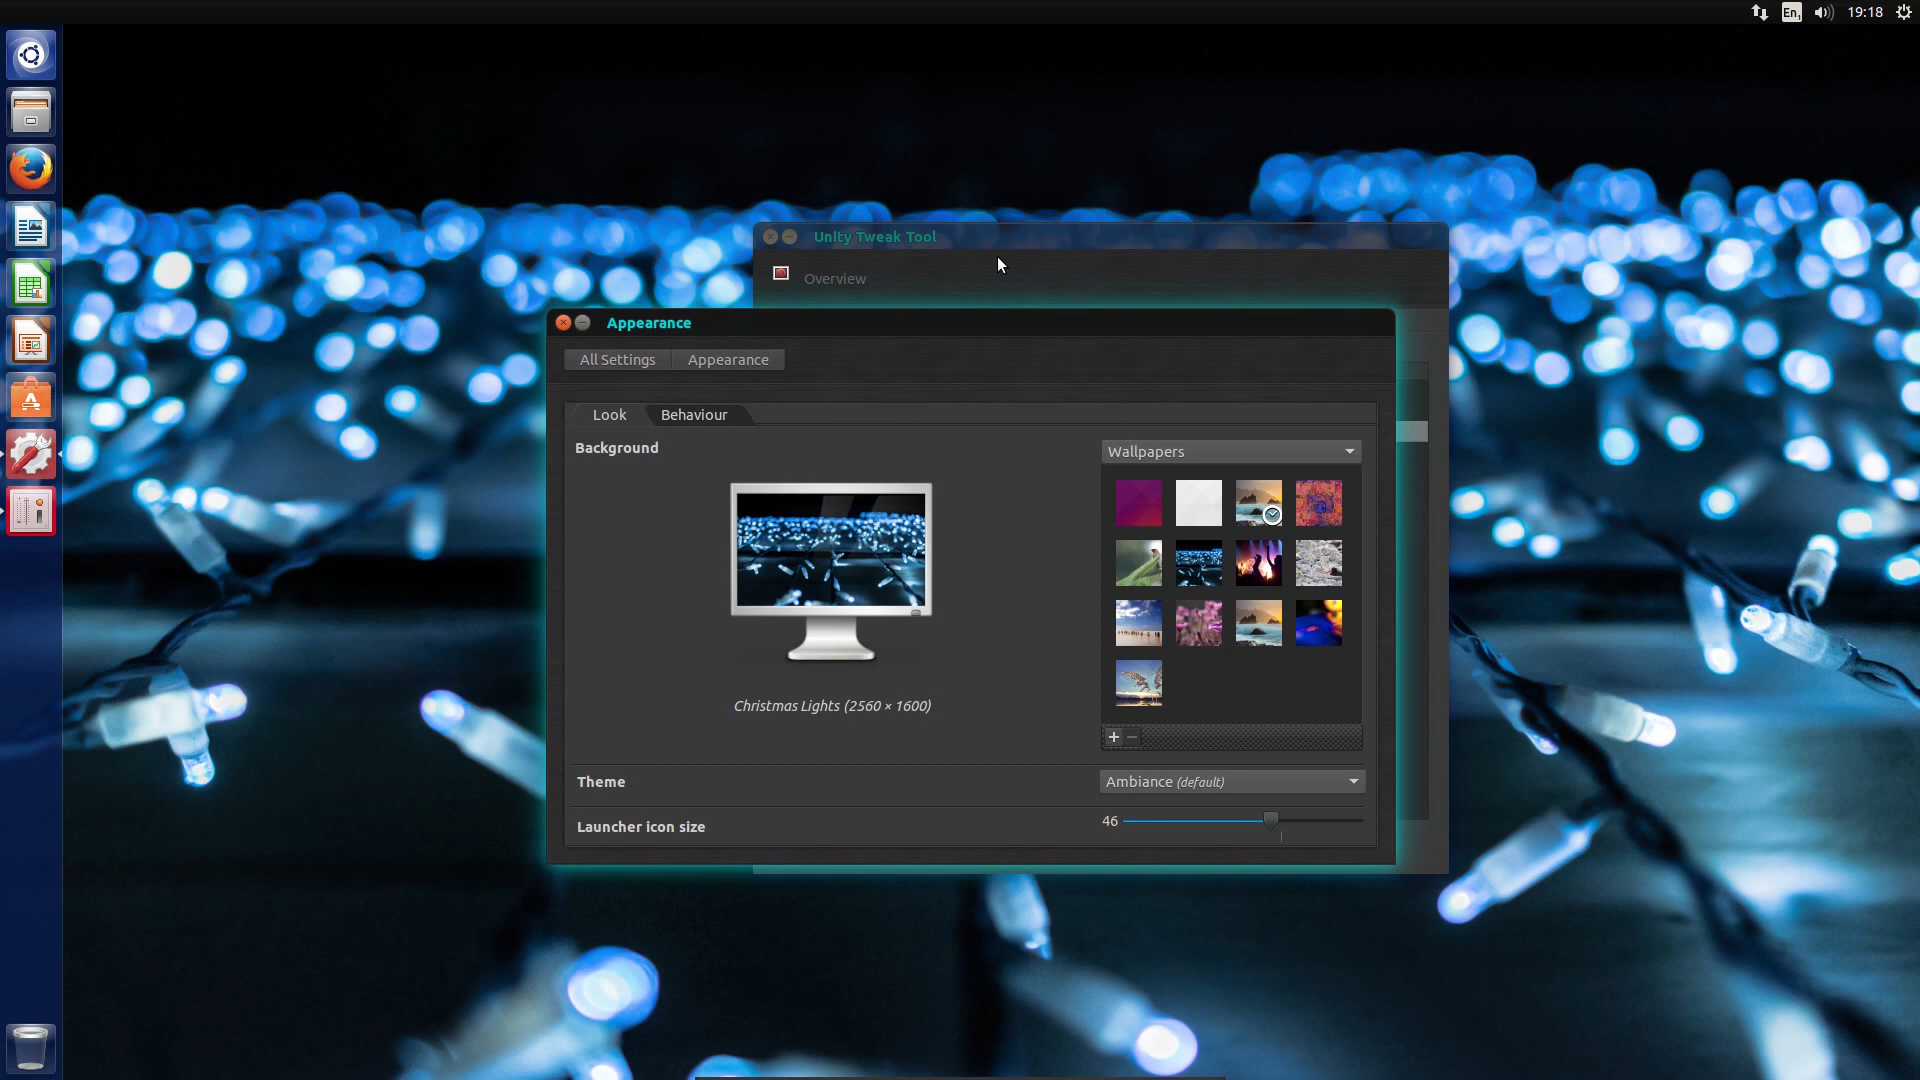 En₁
19:18
Unity Tweak Tool
Overview
Appearance
All Settings
Appearance
Look
Behaviour
Background
Wallpapers
Christmas Lights (2560 × 1600)
+
−
Theme
Ambiance (default)
Launcher icon size
46